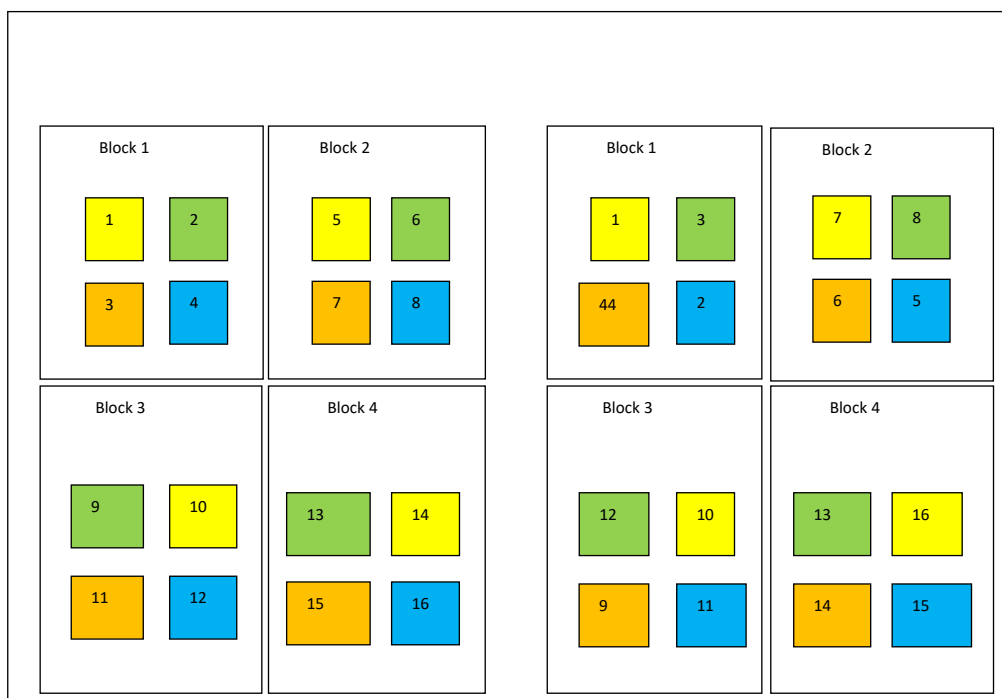 Block 1
1 2
3 4
Block 2
5 6
7 8
Block 3
9 10
11 12
Block 4
13 14
15 16
Block 1
1 3
44 2
Block 2
7 8
6 5
Block 3
12 10
9 11
Block 4
13 16
14 15